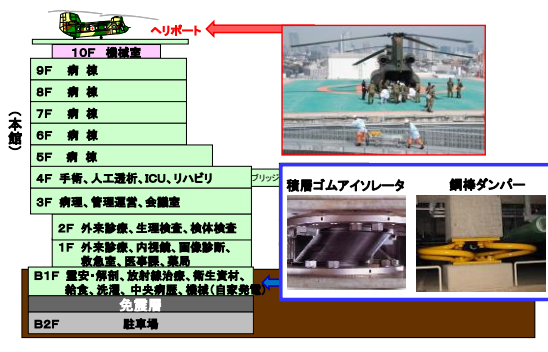 ヘリポート
10F 機械室
(本館)
9F 病 棟
8F 病 棟
7F 病 棟
6F 病 棟
5F 病 棟
4F 手術、人工透析、ICU、リハビリ
ブリッジ
3F 病理、管理運営、会議室
2F 外来診療、生理検査、検体検査
1F 外来診療、内視鏡、画像診断、
救急室、医事課、薬局
B1F 霊安・解剖、放射線治療、衛生資材、
給食、洗濯、中央病歴、機械(自家発電)
免震層
B2F 駐車場
積層ゴムアイソレータ
鋼棒ダンパー